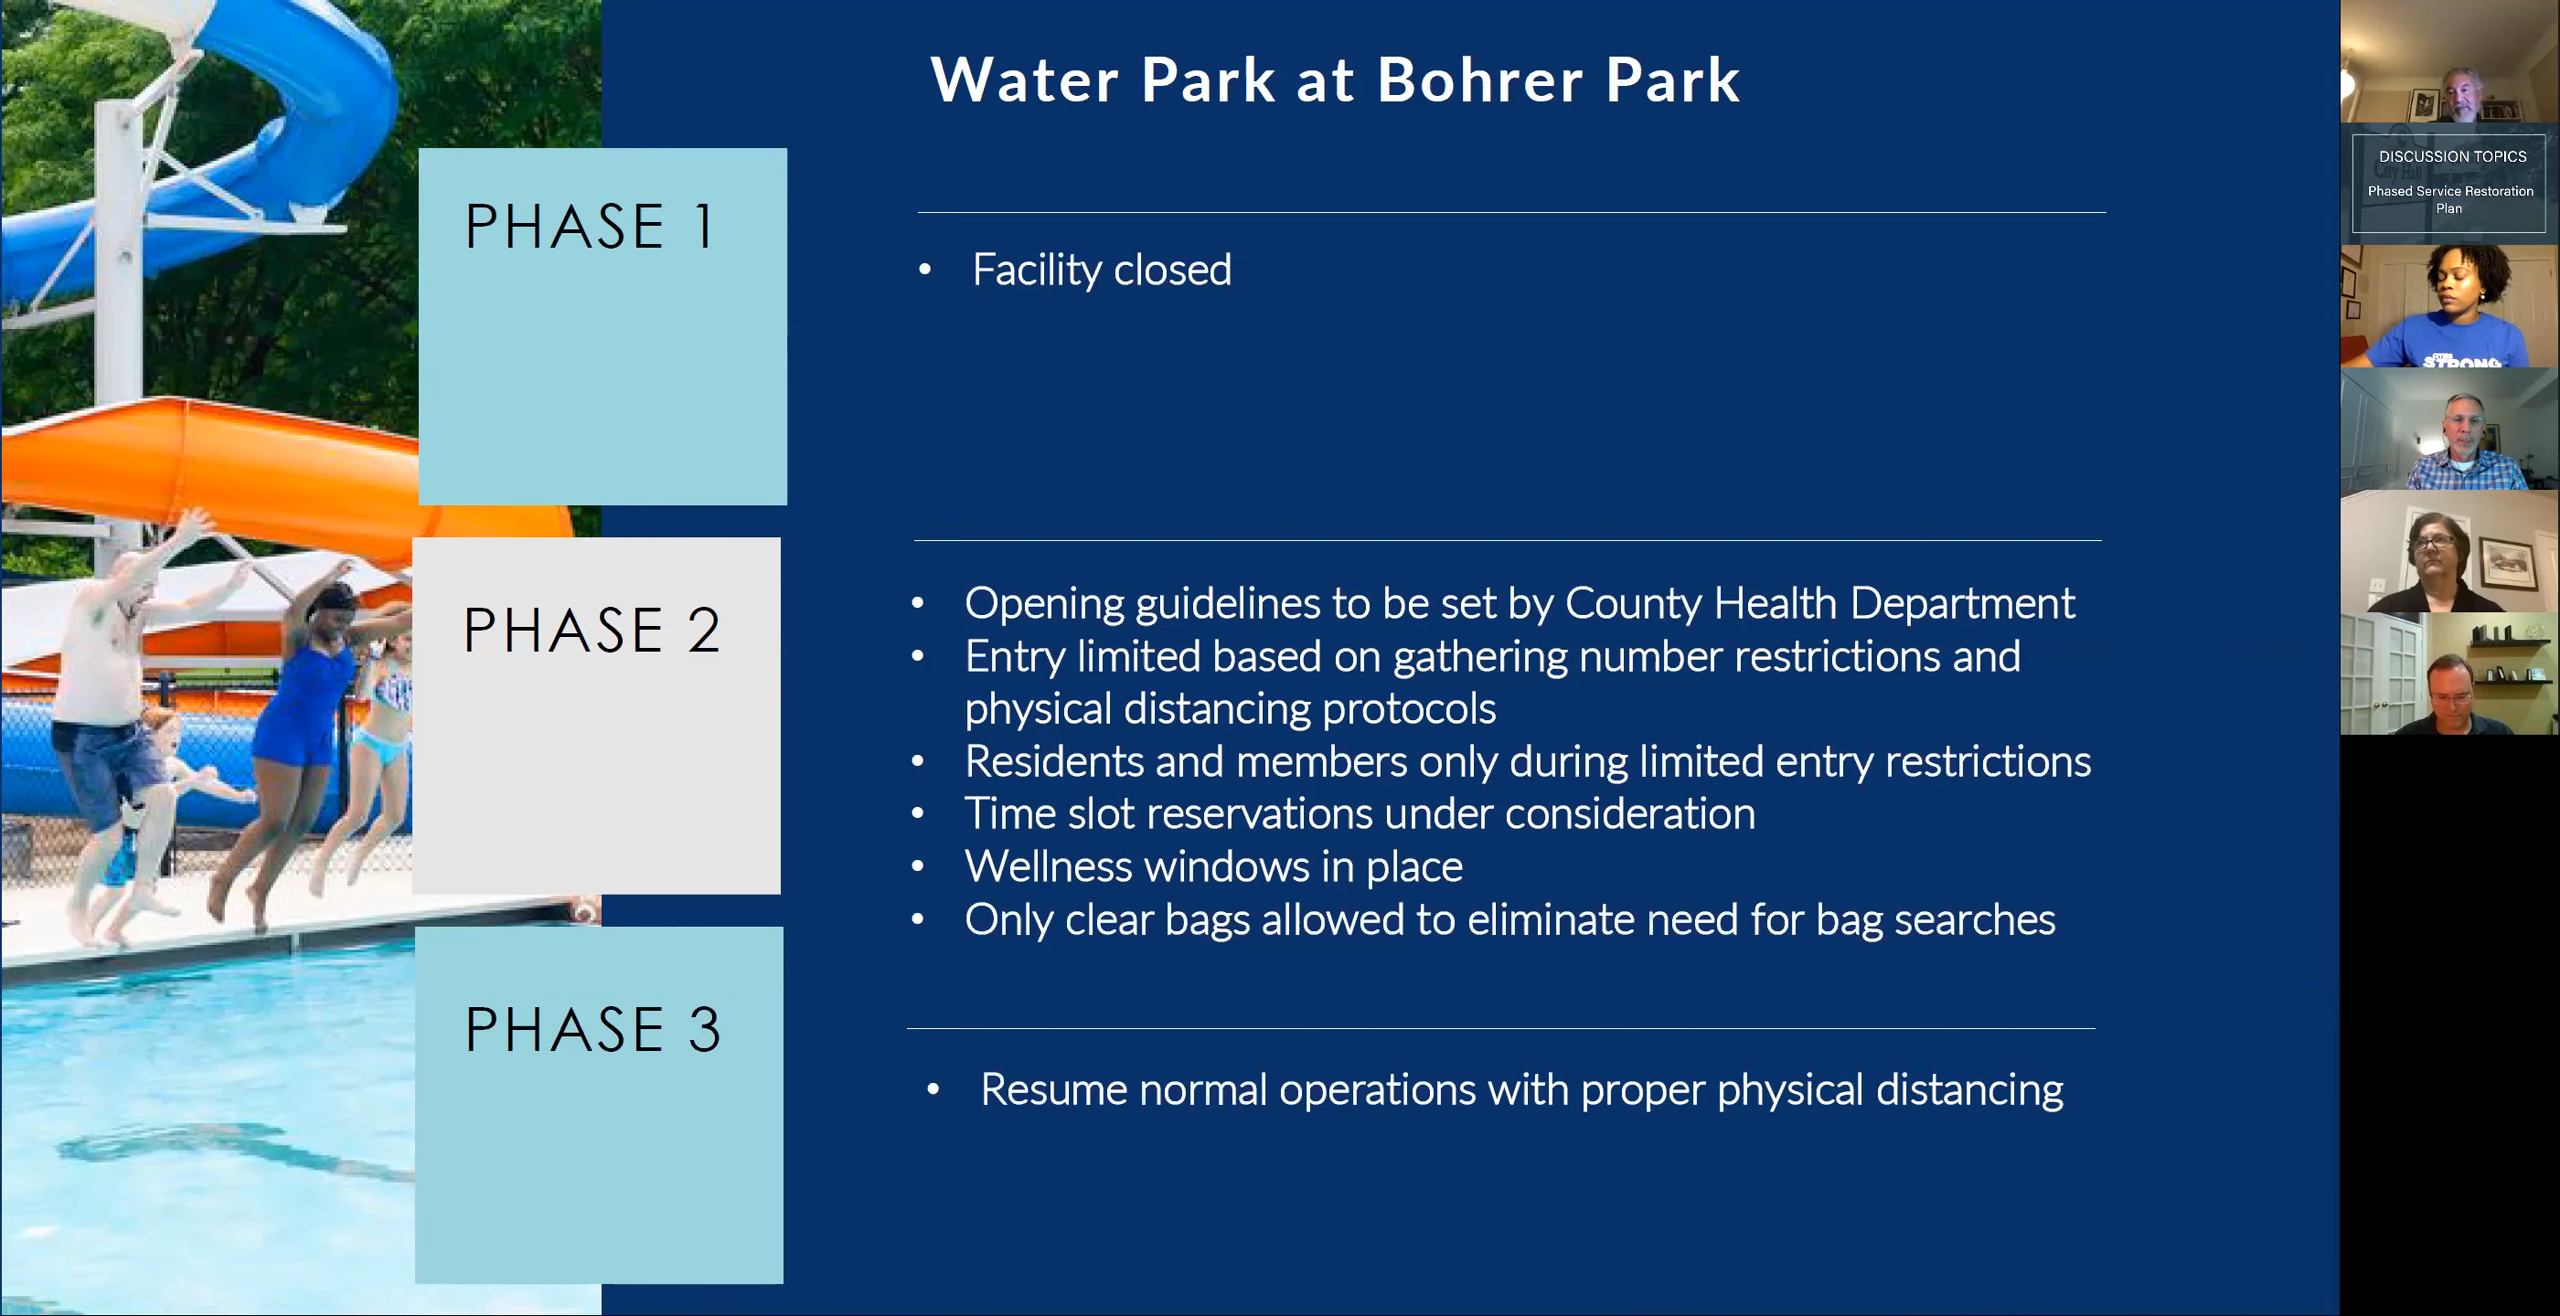 Water Park at Bohrer Park
PHASE 1
• Facility closed
PHASE 2
• Opening guidelines to be set by County Health Department
• Entry limited based on gathering number restrictions and
physical distancing protocols
• Residents and members only during limited entry restrictions
• Time slot reservations under consideration
• Wellness windows in place
• Only clear bags allowed to eliminate need for bag searches
PHASE 3
• Resume normal operations with proper physical distancing
DISCUSSION TOPICS
Phased Service Restoration
Plan
STRONG